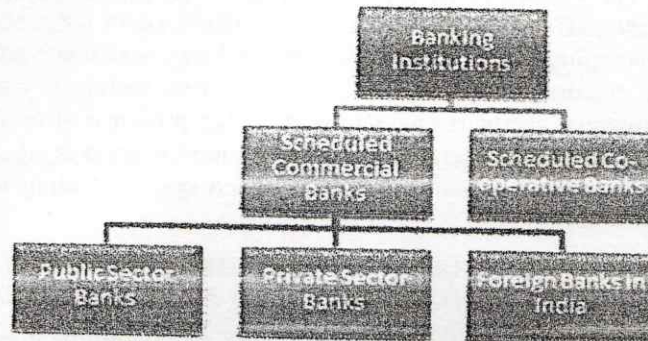 Banking
Institutions
Scheduled
Commercial
Banks
Scheduled Co-
operative Banks
Public Sector
Banks
Private Sector
Banks
Foreign Banks in
India